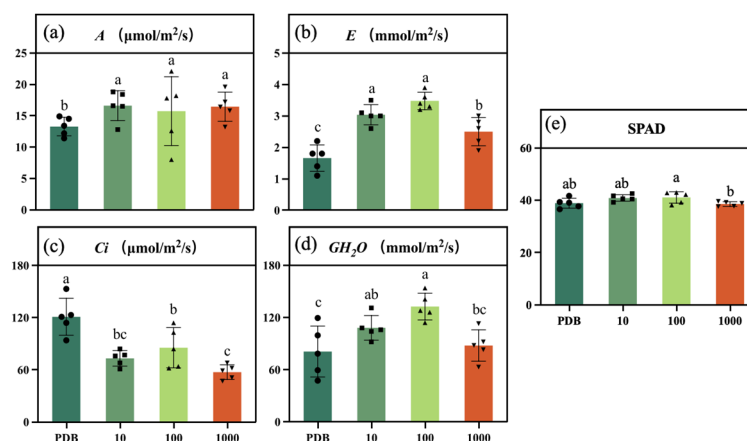 (a) A (μmol/m²/s)
25
20
15
10
5
0
b a a a
(b) E (mmol/m²/s)
6
5
4
3
2
1
0
c a a b
(c) Ci (μmol/m²/s)
180
120
60
0
a bc b c
PDB 10 100 1000
(d) GH₂O (mmol/m²/s)
180
120
60
0
c ab a bc
PDB 10 100 1000
(e) SPAD
60
40
20
0
ab ab a b
PDB 10 100 1000